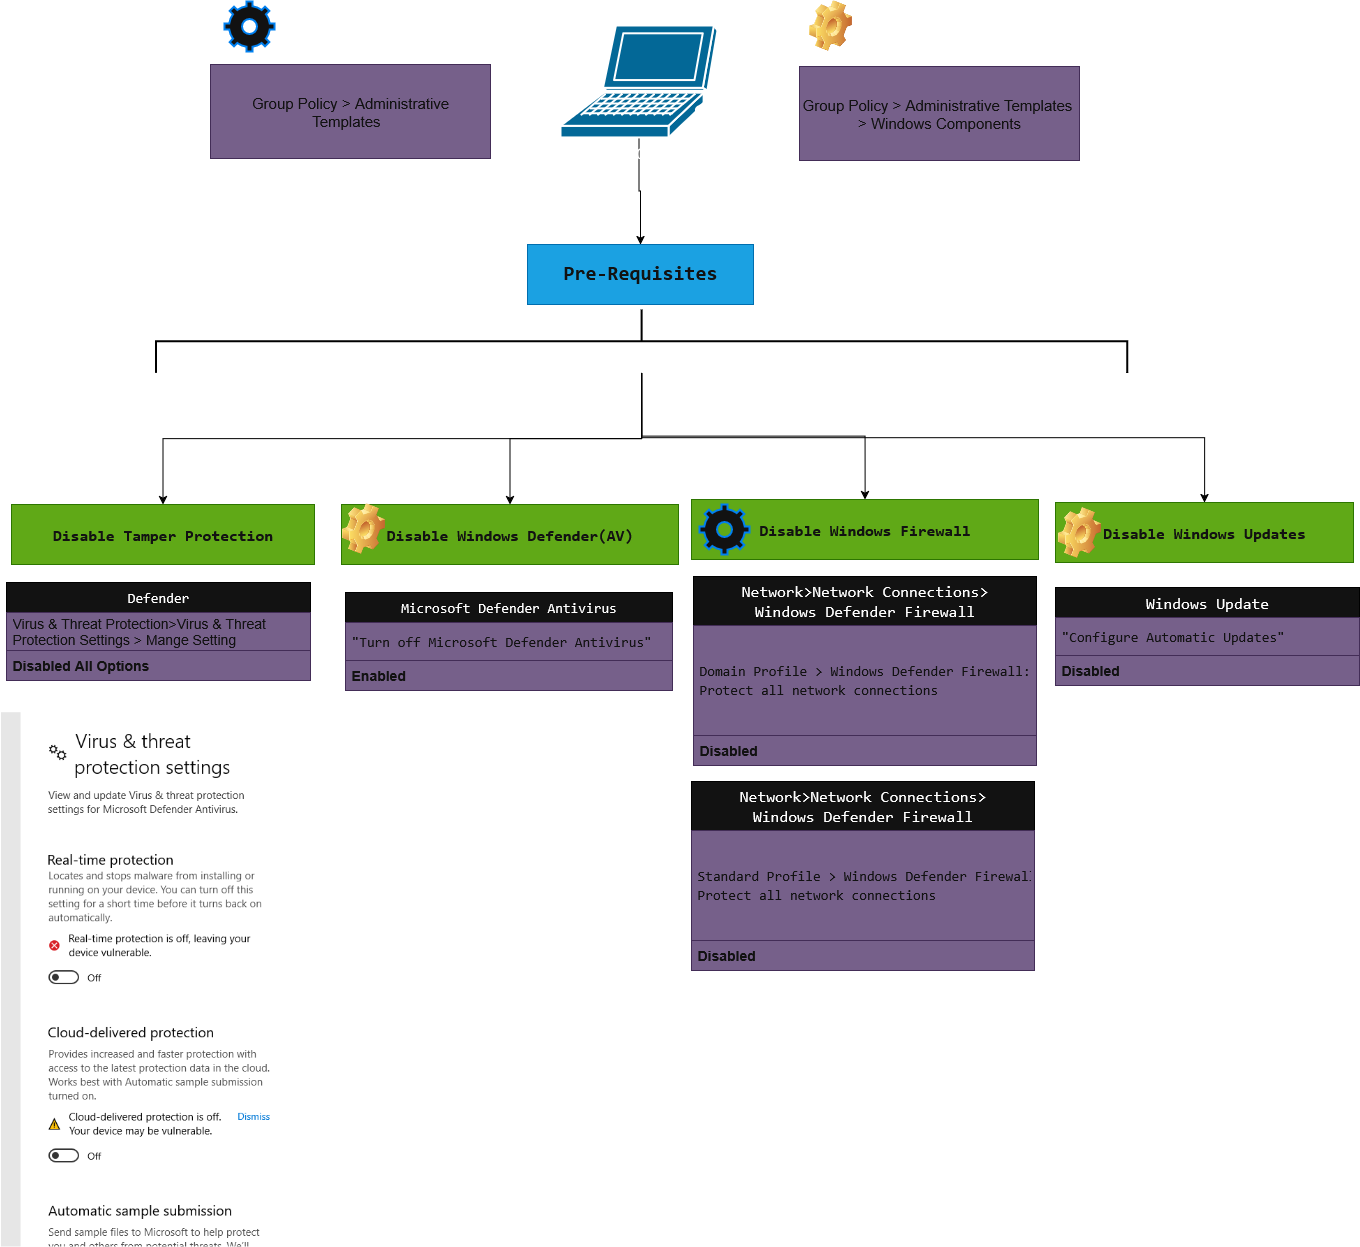 Group Policy > Administrative
Templates
Group Policy > Administrative Templates
> Windows Components
Pre-Requisites
Disable Tamper Protection
Disable Windows Defender(AV)
Disable Windows Firewall
Disable Windows Updates
Defender
Virus & Threat Protection>Virus & Threat
Protection Settings > Mange Setting
Disabled All Options
Microsoft Defender Antivirus
"Turn off Microsoft Defender Antivirus"
Enabled
Network>Network Connections>
Windows Defender Firewall
Domain Profile > Windows Defender Firewall:
Protect all network connections
Disabled
Network>Network Connections>
Windows Defender Firewall
Standard Profile > Windows Defender Firewal
Protect all network connections
Disabled
Windows Update
"Configure Automatic Updates"
Disabled
Virus & threat
protection settings
View and update Virus & threat protection
settings for Microsoft Defender Antivirus.
Real-time protection
Locates and stops malware from installing or
running on your device. You can turn off this
setting for a short time before it turns back on
automatically.
Real-time protection is off, leaving your
device vulnerable.
Off
Cloud-delivered protection
Provides increased and faster protection with
access to the latest protection data in the cloud.
Works best with Automatic sample submission
turned on.
Cloud-delivered protection is off. Dismiss
Your device may be vulnerable.
Off
Automatic sample submission
Send sample files to Microsoft to help protect
you and others from potential threats. We'll